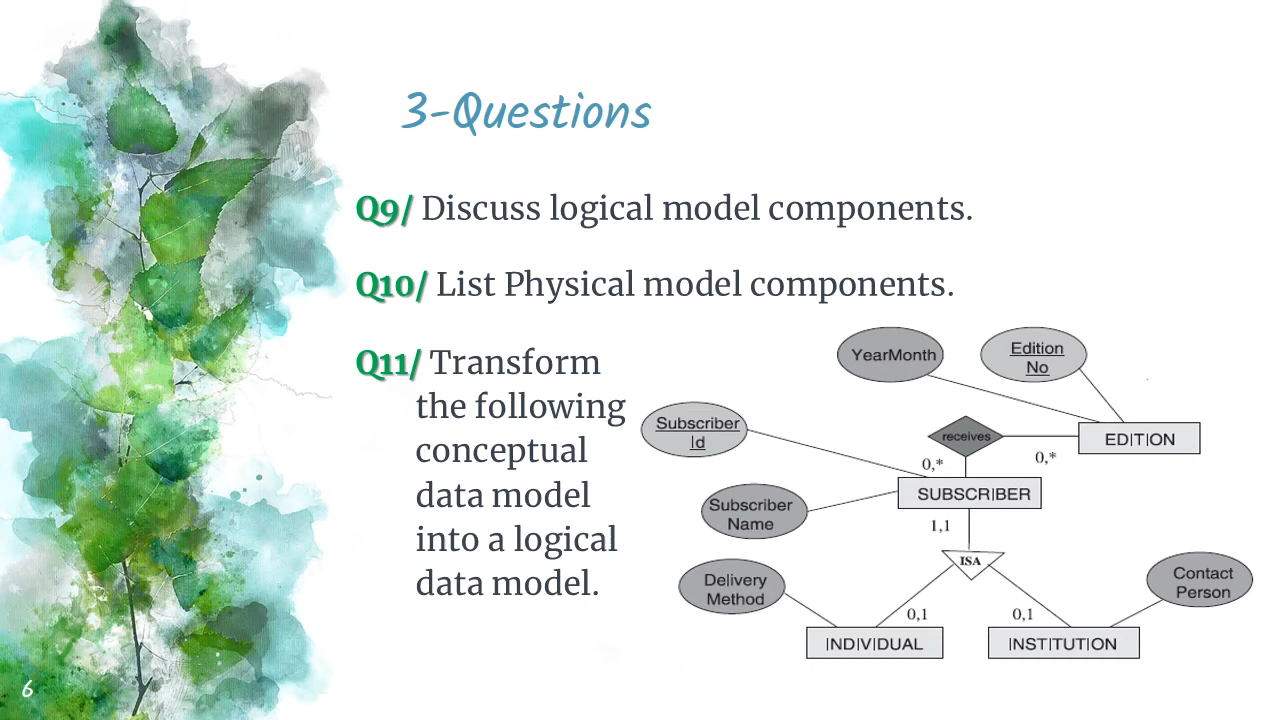 3-Questions
Q9/ Discuss logical model components.
Q10/ List Physical model components.
Q11/ Transform
the following
conceptual
data model
into a logical
data model.
YearMonth
Edition
No
Subscriber
Id
receives
EDITION
0,*
0,*
SUBSCRIBER
Subscriber
Name
1,1
ISA
Delivery
Method
Contact
Person
0,1
0,1
INDIVIDUAL
INSTITUTION
6